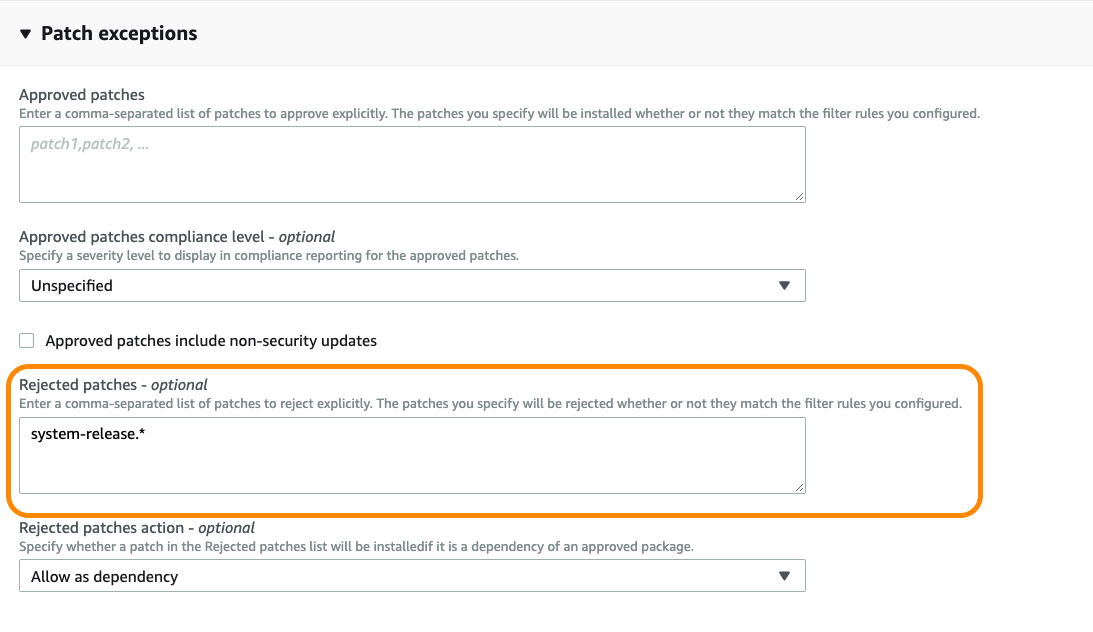 Patch exceptions
Approved patches
Enter a comma-separated list of patches to approve explicitly. The patches you specify will be installed whether or not they match the filter rules you configured.
patch1,patch2, ...
Approved patches compliance level - optional
Specify a severity level to display in compliance reporting for the approved patches.
Unspecified
Approved patches include non-security updates
Rejected patches - optional
Enter a comma-separated list of patches to reject explicitly. The patches you specify will be rejected whether or not they match the filter rules you configured.
system-release.*
Rejected patches action - optional
Specify whether a patch in the Rejected patches list will be installedif it is a dependency of an approved package.
Allow as dependency